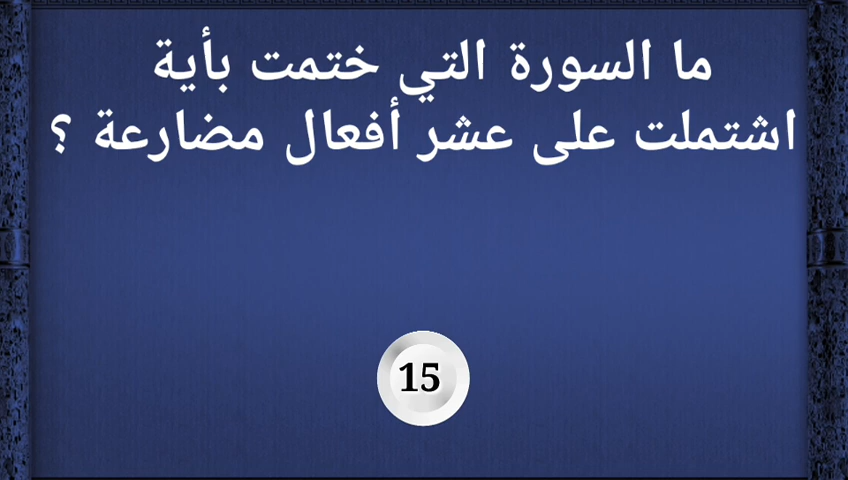 ما السورة التي ختمت بأية
اشتملت على عشر أفعال مضارعة ؟
15